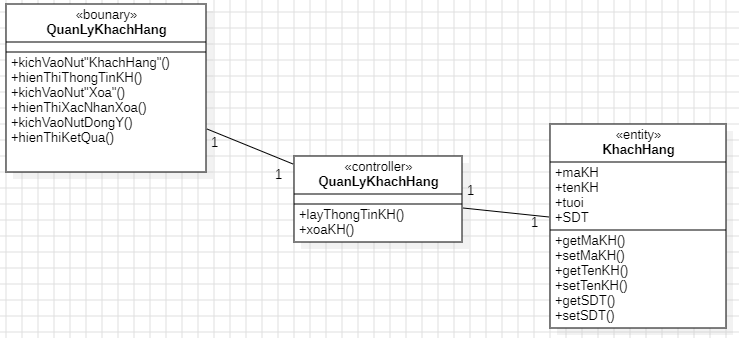 «bounary»
QuanLyKhachHang
+kichVaoNut"KhachHang"()
+hienThiThongTinKH()
+kichVaoNut"Xoa"()
+hienThiXacNhanXoa()
+kichVaoNutDongY()
+hienThiKetQua()
1
1
«controller»
QuanLyKhachHang
+layThongTinKH()
+xoaKH()
1
1
«entity»
KhachHang
+maKH
+tenKH
+tuoi
+SDT
+getMaKH()
+setMaKH()
+getTenKH()
+setTenKH()
+getSDT()
+setSDT()